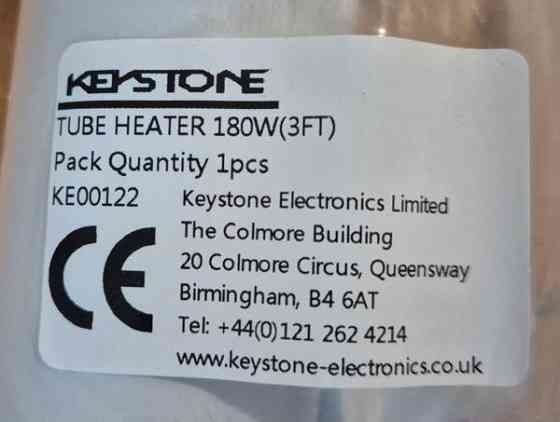 KEYSTONE
TUBE HEATER 180W(3FT)
Pack Quantity 1pcs
KE00122
Keystone Electronics Limited
The Colmore Building
20 Colmore Circus, Queensway
Birmingham, B4 6AT
Tel: +44(0)121 262 4214
www.keystone-electronics.co.uk
CE